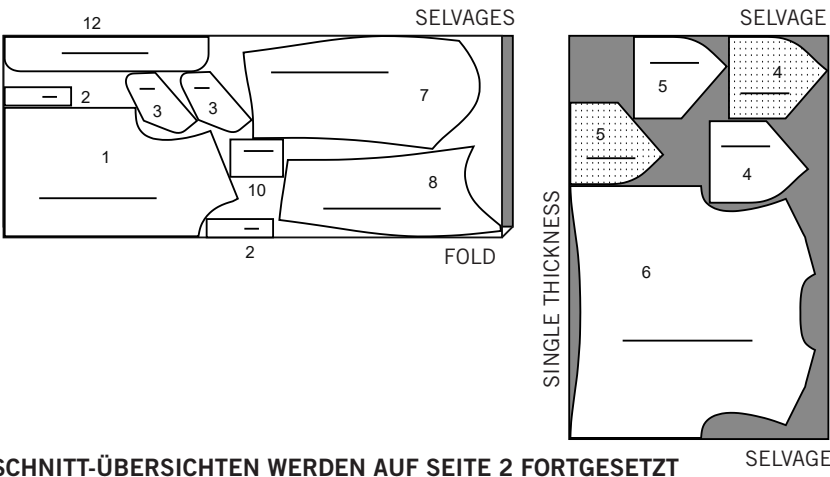 SELVAGES
SELVAGE
12
2
3
3
7
5
4
1
5
10
8
4
2
FOLD
SINGLE THICKNESS
6
SCHNITT-ÜBERSICHTEN WERDEN AUF SEITE 2 FORTGESETZT
SELVAGE